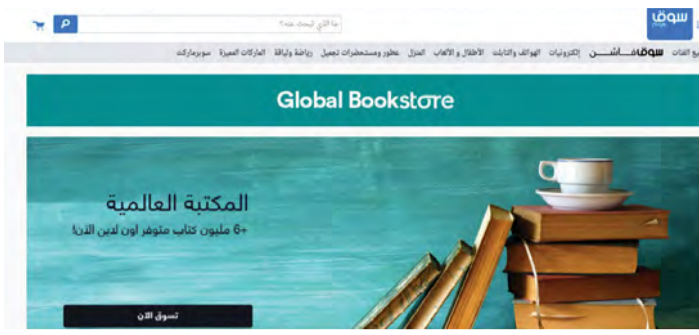 سوق
ما الذي تبحث عنه؟
سوق فاشن إلكترونيات الهواتف والتابلت الأطفال و الألعاب المنزل عطور ومستحضرات تجميل رياضة ولياقة الماركات المميزة سوبرماركت
Global Bookstore
المكتبة العالمية
+6 مليون كتاب متوفر اون لاين الآن!
تسوق الآن